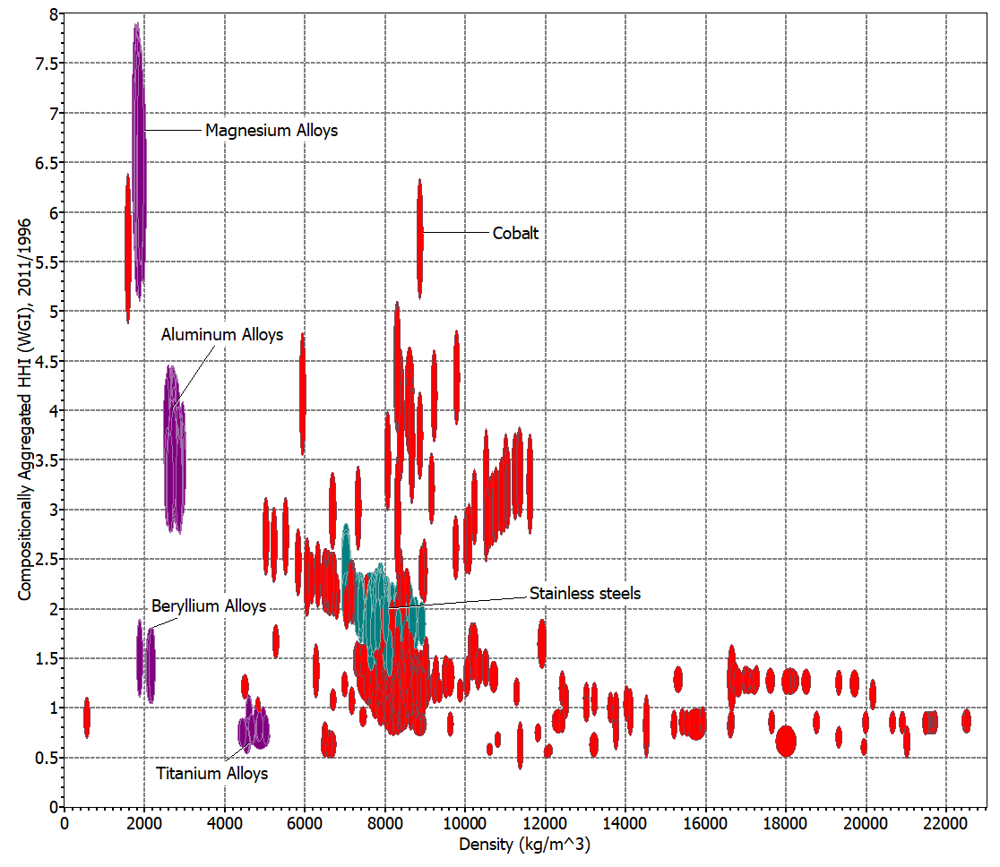 8
7.5
7
6.5
6
5.5
5
4.5
4
3.5
3
2.5
2
1.5
1
0.5
0
Compositionally Aggregated HHI (WGI), 2011/1996
Magnesium Alloys
Cobalt
Aluminum Alloys
Stainless steels
Beryllium Alloys
Titanium Alloys
0 2000 4000 6000 8000 10000 12000 14000 16000 18000 20000 22000
Density (kg/m^3)